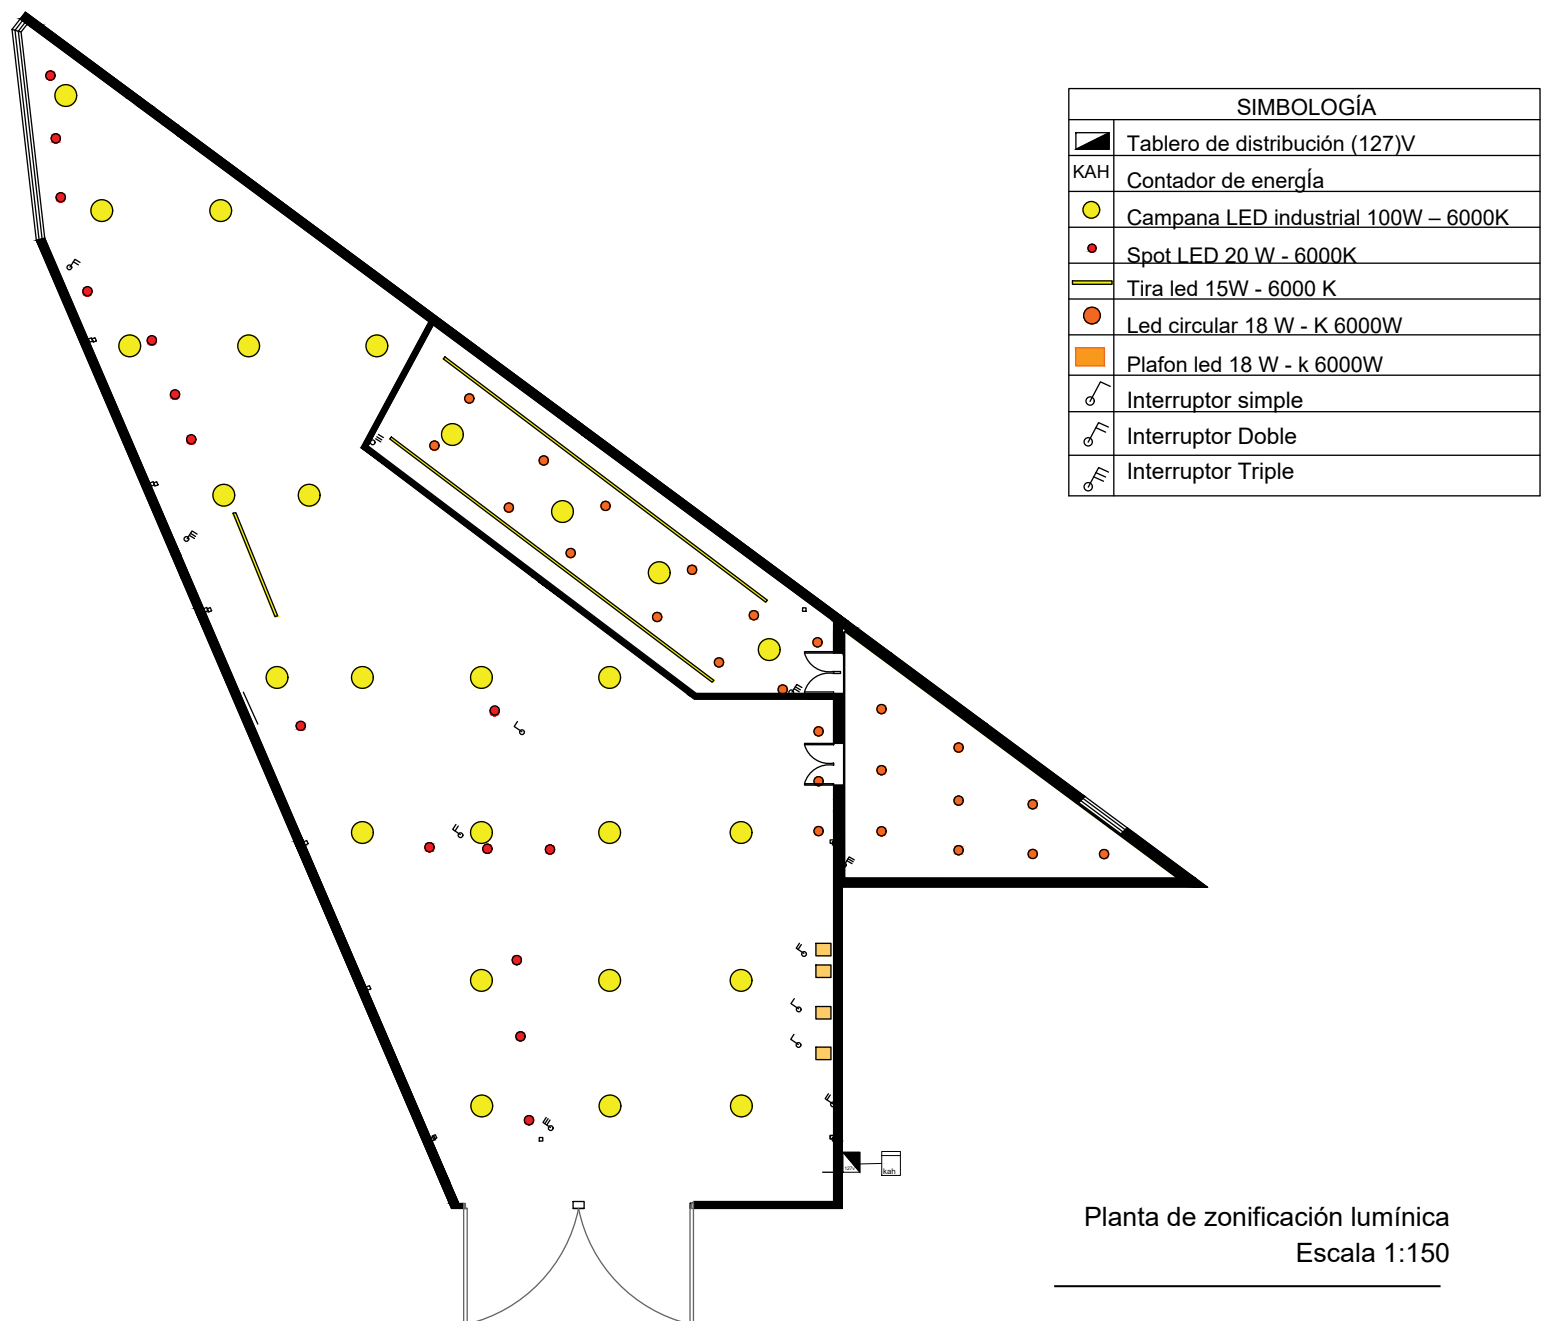 SIMBOLOGÍA
Tablero de distribución (127)V
KAH Contador de energÍa
Campana LED industrial 100W – 6000K
Spot LED 20 W - 6000K
Tira led 15W - 6000 K
Led circular 18 W - K 6000W
Plafon led 18 W - k 6000W
Interruptor simple
Interruptor Doble
Interruptor Triple
kah
Planta de zonificación lumínica
Escala 1:150